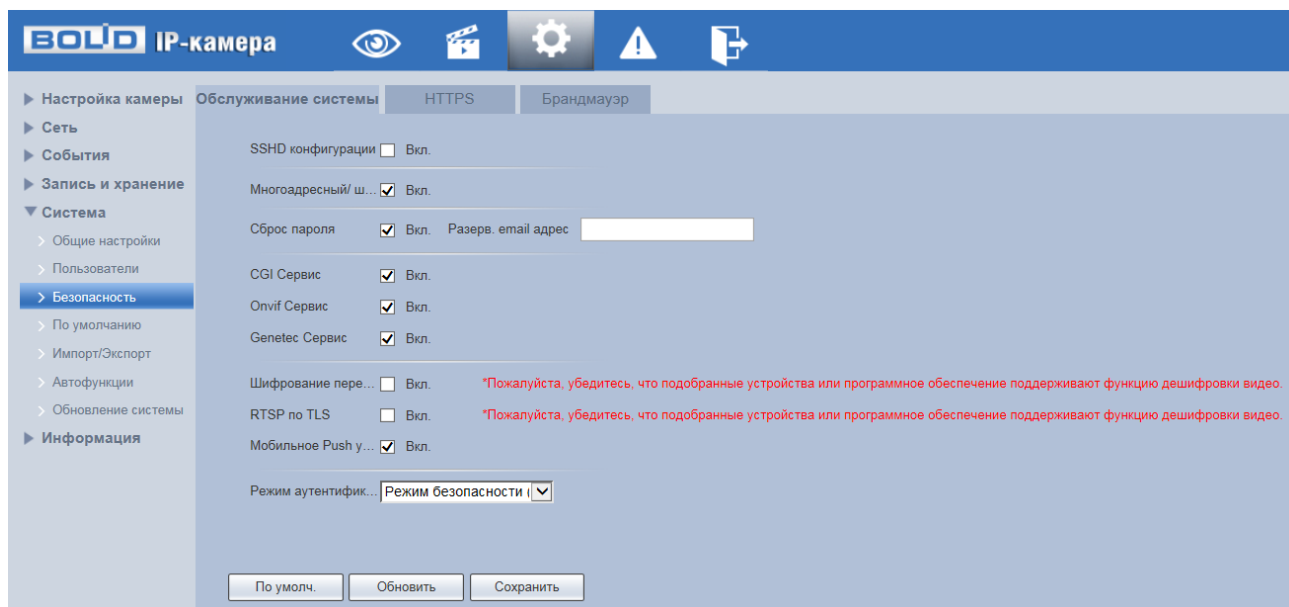 BOLID IP-камера
Настройка камеры
Сеть
События
Запись и хранение
Система
Общие настройки
Пользователи
Безопасность
По умолчанию
Импорт/Экспорт
Автофункции
Обновление системы
Информация
Обслуживание системы HTTPS Брандмауэр
SSHD конфигурации Вкл.
Многоадресный/ ш... Вкл.
Сброс пароля Вкл. Разерв. email адрес
CGI Сервис Вкл.
Onvif Сервис Вкл.
Genetec Сервис Вкл.
Шифрование пере... Вкл. *Пожалуйста, убедитесь, что подобранные устройства или программное обеспечение поддерживают функцию дешифровки видео.
RTSP по TLS Вкл. *Пожалуйста, убедитесь, что подобранные устройства или программное обеспечение поддерживают функцию дешифровки видео.
Мобильное Push у... Вкл.
Режим аутентифик... Режим безопасности (
По умолч. Обновить Сохранить